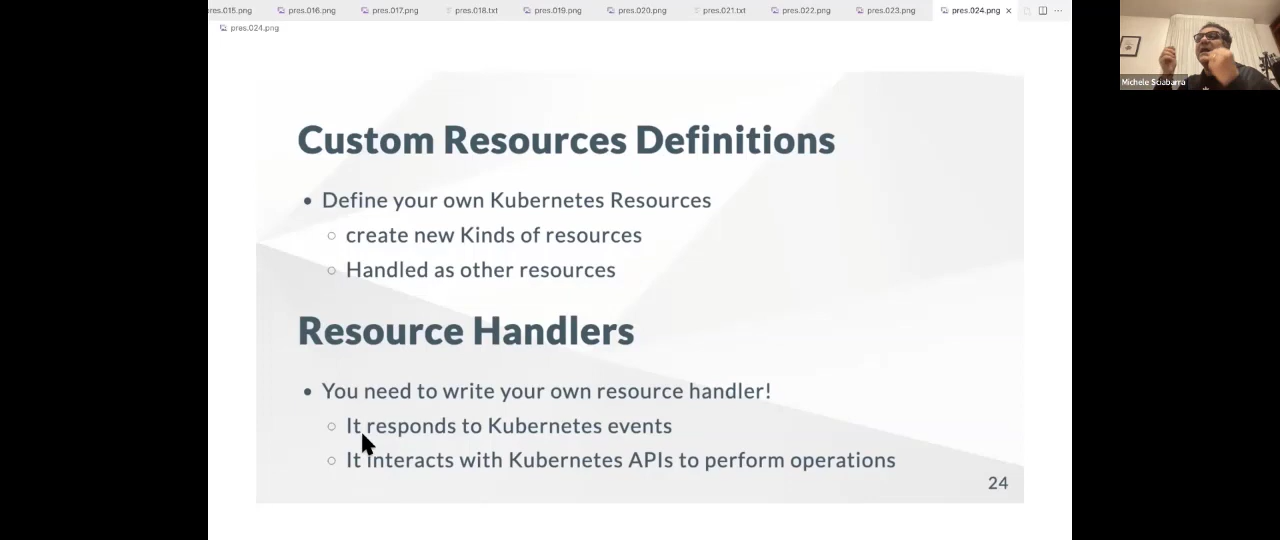 res.015.png
pres.016.png
pres.017.png
pres.018.txt
pres.019.png
pres.020.png
pres.021.txt
pres.022.png
pres.023.png
pres.024.png
pres.024.png
Michele Sciabarra
Custom Resources Definitions
Define your own Kubernetes Resources
create new Kinds of resources
Handled as other resources
Resource Handlers
You need to write your own resource handler!
It responds to Kubernetes events
It interacts with Kubernetes APIs to perform operations
24